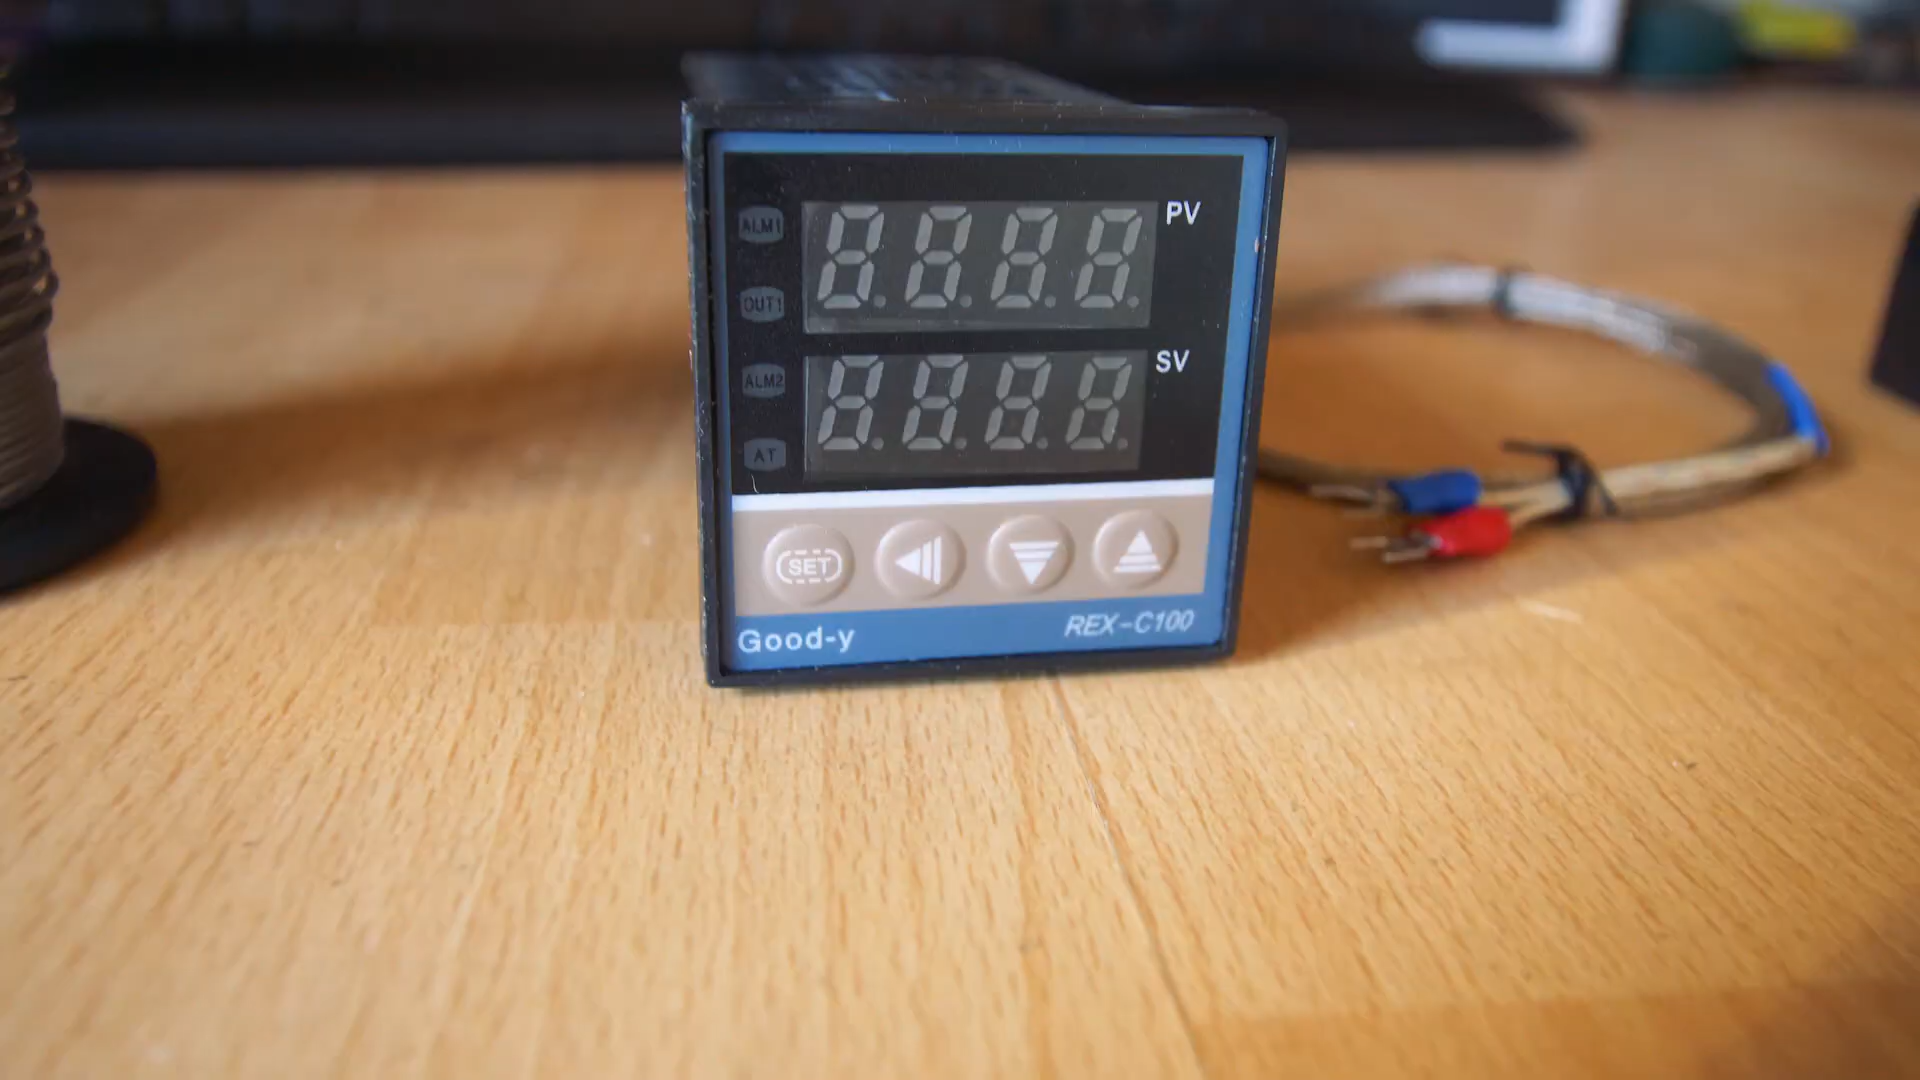 PV
ALM1
OUT1
SV
ALM2
AT
SET
Good-y
REX-C100